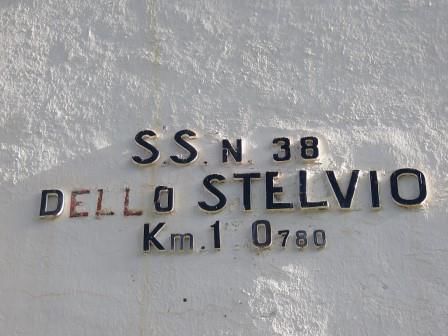 S.S. N. 38
DELLO STELVIO
Km. 1 0780